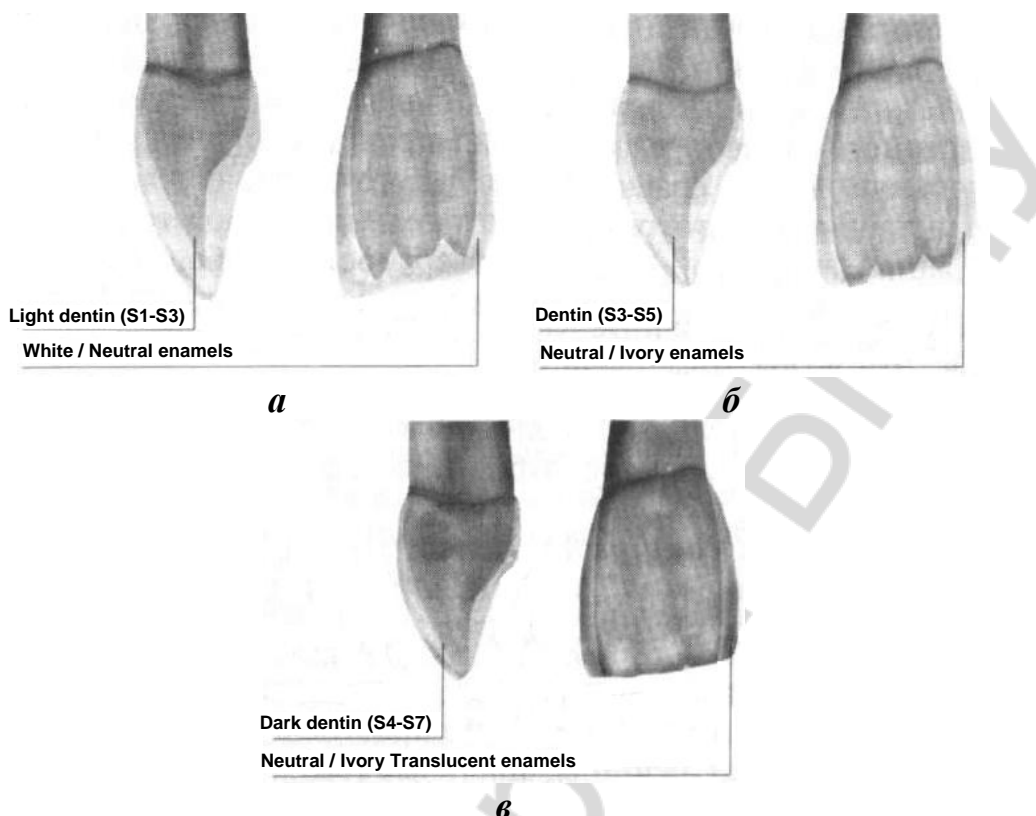 Light dentin (S1-S3)
White / Neutral enamels
а
Dentin (S3-S5)
Neutral / Ivory enamels
б
Dark dentin (S4-S7)
Neutral / Ivory Translucent enamels
в